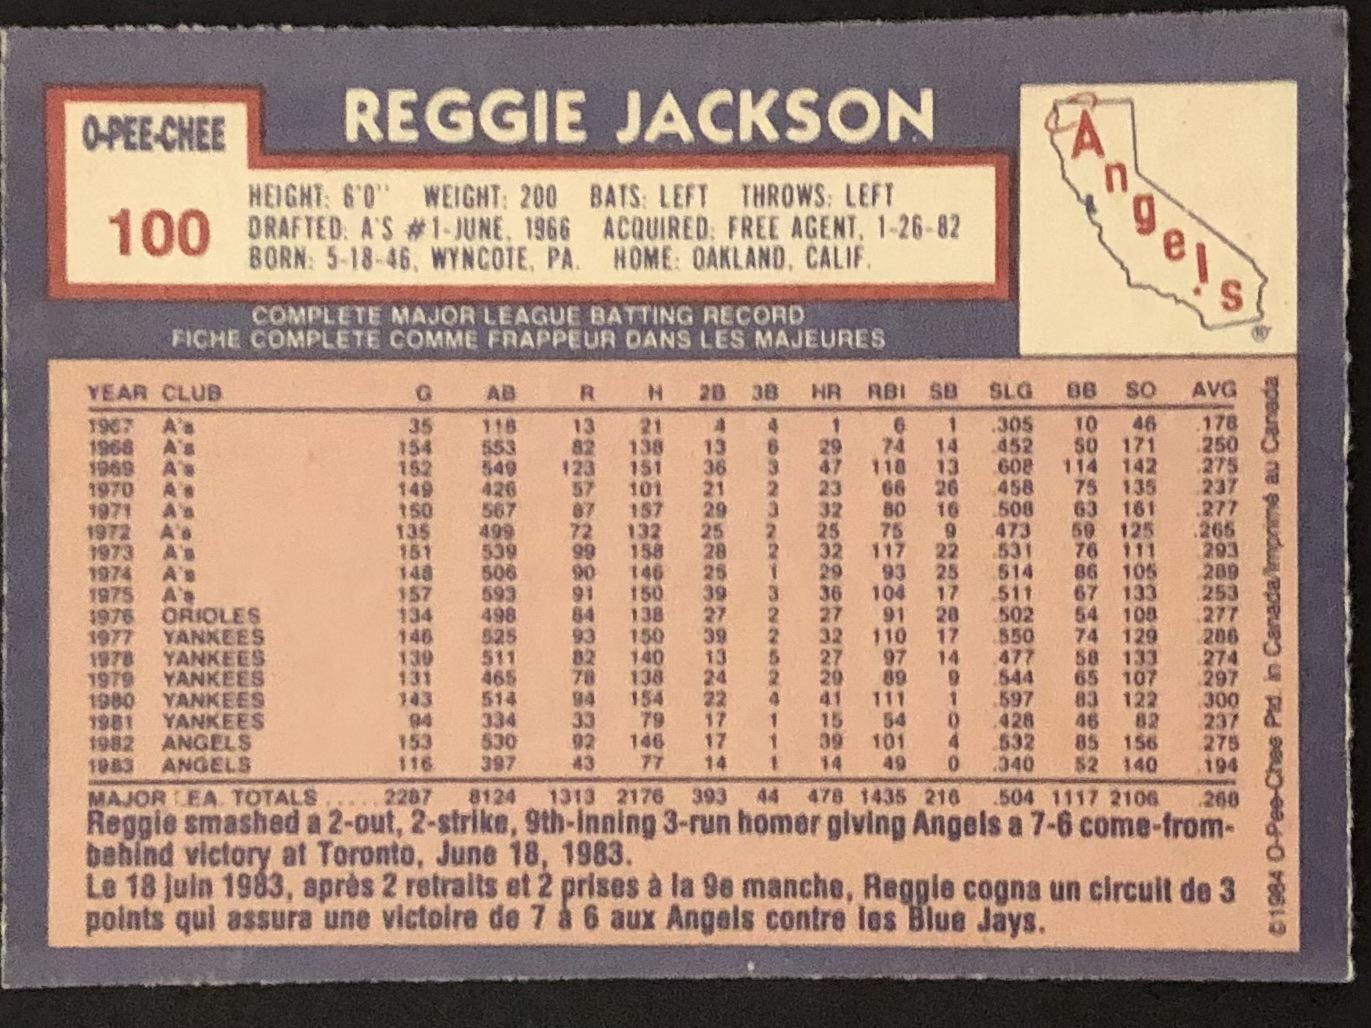 O-PEE-CHEE
100
REGGIE JACKSON
HEIGHT: 6'0" WEIGHT: 200 BATS: LEFT THROWS: LEFT
DRAFTED: A'S #1-JUNE, 1966 ACQUIRED: FREE AGENT, 1-26-82
BORN: 5-18-46, WYNCOTE, PA. HOME: OAKLAND, CALIF.
Angels
®
COMPLETE MAJOR LEAGUE BATTING RECORD
FICHE COMPLETE COMME FRAPPEUR DANS LES MAJEURES
YEAR CLUB G AB R H 2B 3B HR RBI SB SLG BB SO AVG
1967 A's 35 118 13 21 4 4 1 6 1 .305 10 46 .178
1968 A's 154 553 82 138 13 6 29 74 14 .452 50 171 .250
1969 A's 152 549 123 151 36 3 47 118 13 .608 114 142 .275
1970 A's 149 426 57 101 21 2 23 66 26 .458 75 135 .237
1971 A's 150 567 87 157 29 3 32 80 16 .508 63 161 .277
1972 A's 135 499 72 132 25 2 25 75 9 .473 59 125 .265
1973 A's 151 539 99 158 28 2 32 117 22 .531 76 111 .293
1974 A's 148 506 90 146 25 1 29 93 25 .514 86 105 .289
1975 A's 157 593 91 150 39 3 36 104 17 .511 67 133 .253
1976 ORIOLES 134 498 84 138 27 2 27 91 28 .502 54 108 .277
1977 YANKEES 146 525 93 150 39 2 32 110 17 .550 74 129 .286
1978 YANKEES 139 511 82 140 13 5 27 97 14 .477 58 133 .274
1979 YANKEES 131 465 78 138 24 2 29 89 9 .544 65 107 .297
1980 YANKEES 143 514 94 154 22 4 41 111 1 .597 83 122 .300
1981 YANKEES 94 334 33 79 17 1 15 54 0 .428 46 82 .237
1982 ANGELS 153 530 92 146 17 1 39 101 4 .532 85 156 .275
1983 ANGELS 116 397 43 77 14 1 14 49 0 .340 52 140 .194
MAJOR LEA. TOTALS ..... 2287 8124 1313 2176 393 44 478 1435 216 .504 1117 2106 .268
Reggie smashed a 2-out, 2-strike, 9th-inning 3-run homer giving Angels a 7-6 come-from-
behind victory at Toronto, June 18, 1983.
Le 18 juin 1983, après 2 retraits et 2 prises à la 9e manche, Reggie cogna un circuit de 3
points qui assura une victoire de 7 à 6 aux Angels contre les Blue Jays.
©1984 O-Pee-Chee Ptd. in Canada/Imprimé au Canada